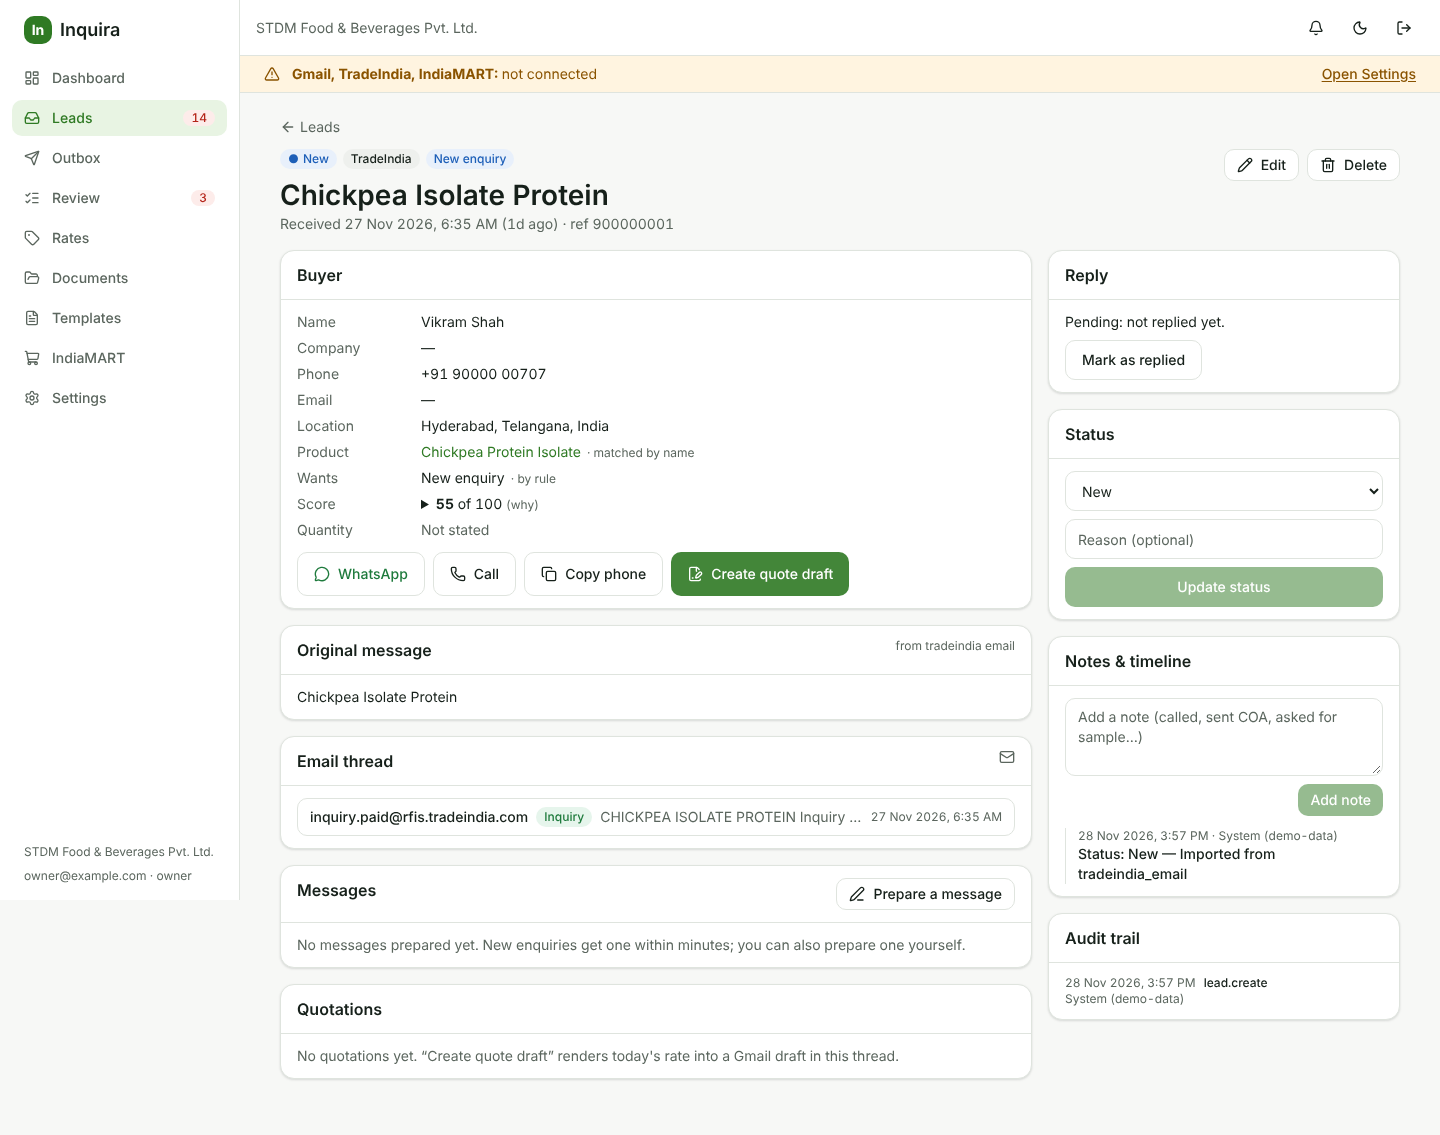 In Inquira
Dashboard
Leads 14
Outbox
Review 3
Rates
Documents
Templates
IndiaMART
Settings
STDM Food & Beverages Pvt. Ltd.
owner@example.com · owner
STDM Food & Beverages Pvt. Ltd.
Gmail, TradeIndia, IndiaMART: not connected Open Settings
← Leads
New TradeIndia New enquiry
Edit Delete
Chickpea Isolate Protein
Received 27 Nov 2026, 6:35 AM (1d ago) · ref 900000001
Buyer
Name Vikram Shah
Company —
Phone +91 90000 00707
Email —
Location Hyderabad, Telangana, India
Product Chickpea Protein Isolate · matched by name
Wants New enquiry · by rule
Score 55 of 100 (why)
Quantity Not stated
WhatsApp Call Copy phone Create quote draft
Original message from tradeindia email
Chickpea Isolate Protein
Email thread
inquiry.paid@rfis.tradeindia.com Inquiry CHICKPEA ISOLATE PROTEIN Inquiry ... 27 Nov 2026, 6:35 AM
Messages Prepare a message
No messages prepared yet. New enquiries get one within minutes; you can also prepare one yourself.
Quotations
No quotations yet. “Create quote draft” renders today's rate into a Gmail draft in this thread.
Reply
Pending: not replied yet.
Mark as replied
Status
New
Reason (optional)
Update status
Notes & timeline
Add a note (called, sent COA, asked for
sample...)
Add note
28 Nov 2026, 3:57 PM · System (demo-data)
Status: New — Imported from
tradeindia_email
Audit trail
28 Nov 2026, 3:57 PM lead.create
System (demo-data)